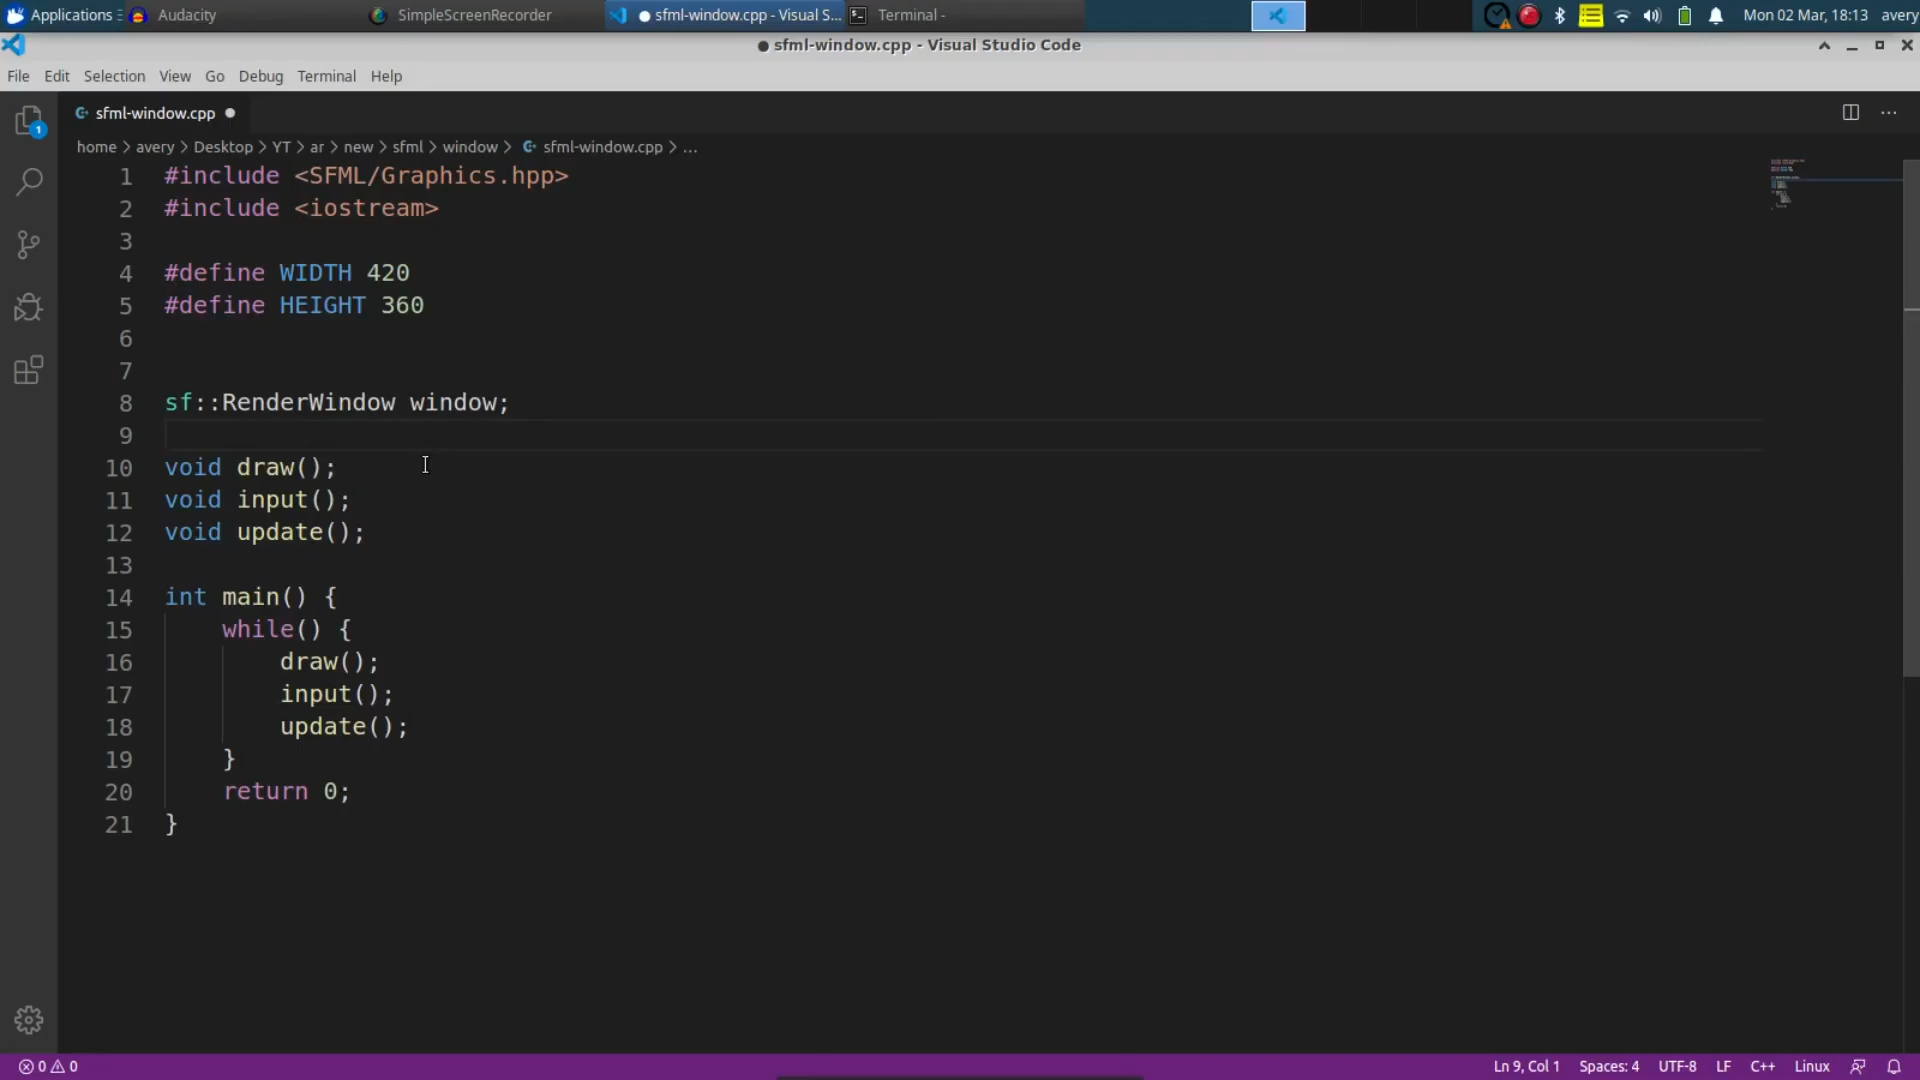 Applications Audacity SimpleScreenRecorder ● sfml-window.cpp - Visual S... Terminal - Mon 02 Mar, 18:13 avery
● sfml-window.cpp - Visual Studio Code
File Edit Selection View Go Debug Terminal Help
sfml-window.cpp ●
1
home > avery > Desktop > YT > ar > new > sfml > window > sfml-window.cpp > ...
1 #include <SFML/Graphics.hpp>
2 #include <iostream>
3
4 #define WIDTH 420
5 #define HEIGHT 360
6
7
8 sf::RenderWindow window;
9
10 void draw();
11 void input();
12 void update();
13
14 int main() {
15 while() {
16 draw();
17 input();
18 update();
19 }
20 return 0;
21 }
0 0 Ln 9, Col 1 Spaces: 4 UTF-8 LF C++ Linux